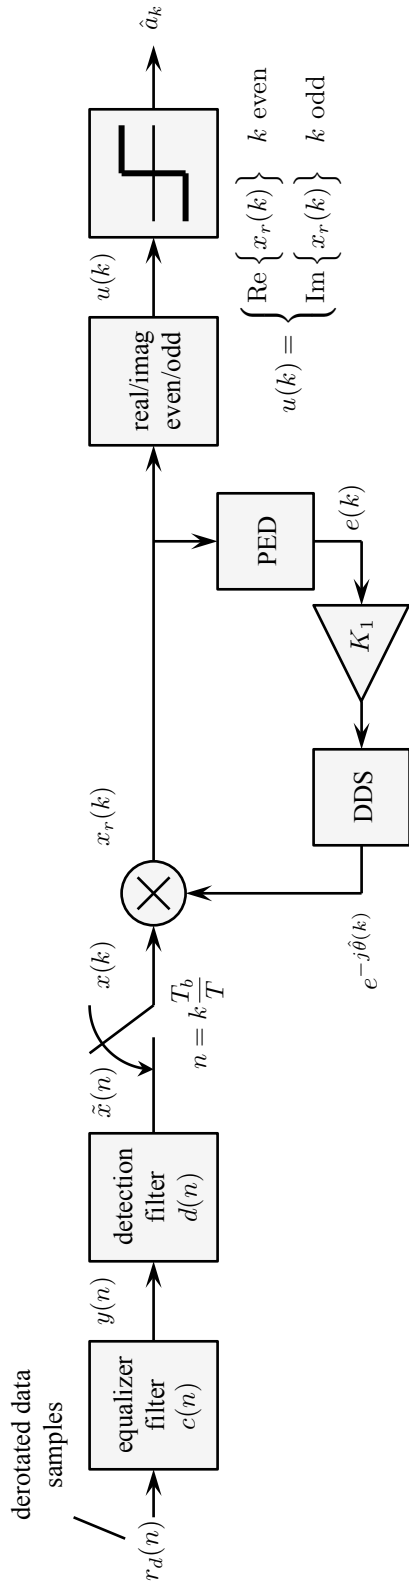 derotated data
samples
r_d(n)
equalizer
filter
c(n)
y(n)
detection
filter
d(n)
x̃(n)
x(k)
n = k T_b/T
x_r(k)
e^{-jθ̂(k)}
DDS
K_1
e(k)
PED
real/imag
even/odd
u(k)
â_k
u(k) = { Re {x_r(k)} k even
Im {x_r(k)} k odd